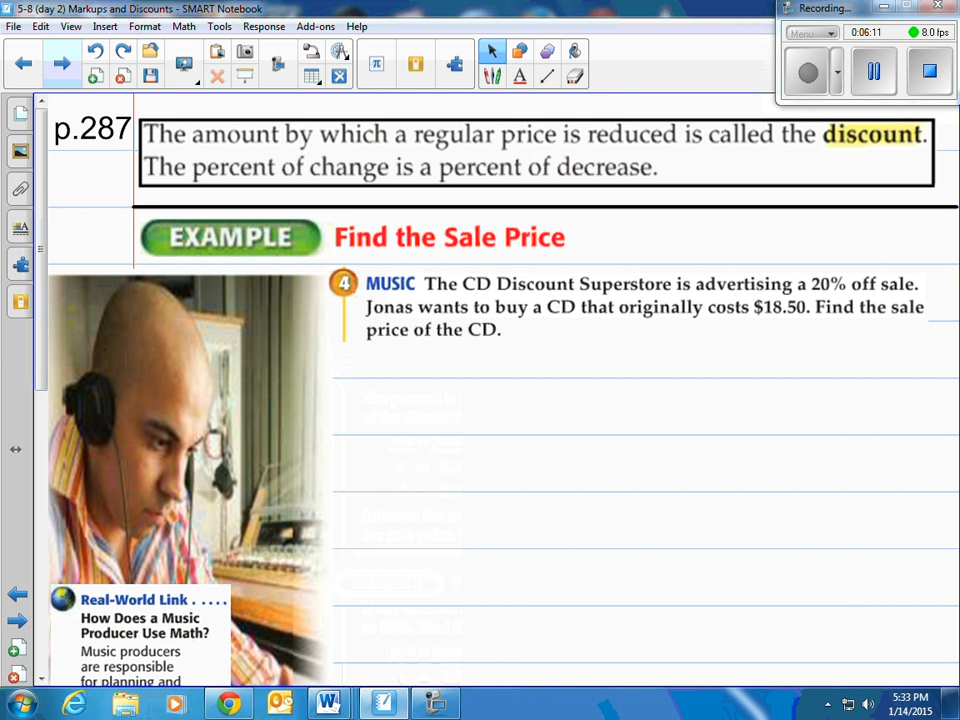 5-8 (day 2) Markups and Discounts - SMART Notebook
File Edit View Insert Format Math Tools Response Add-ons Help
Recording...
Menu
0:06:11
8.0 fps
p.287
The amount by which a regular price is reduced is called the discount.
The percent of change is a percent of decrease.
EXAMPLE Find the Sale Price
4 MUSIC The CD Discount Superstore is advertising a 20% off sale.
Jonas wants to buy a CD that originally costs $18.50. Find the sale
price of the CD.
Real-World Link . . . . .
How Does a Music
Producer Use Math?
Music producers
are responsible
for planning and
5:33 PM
1/14/2015